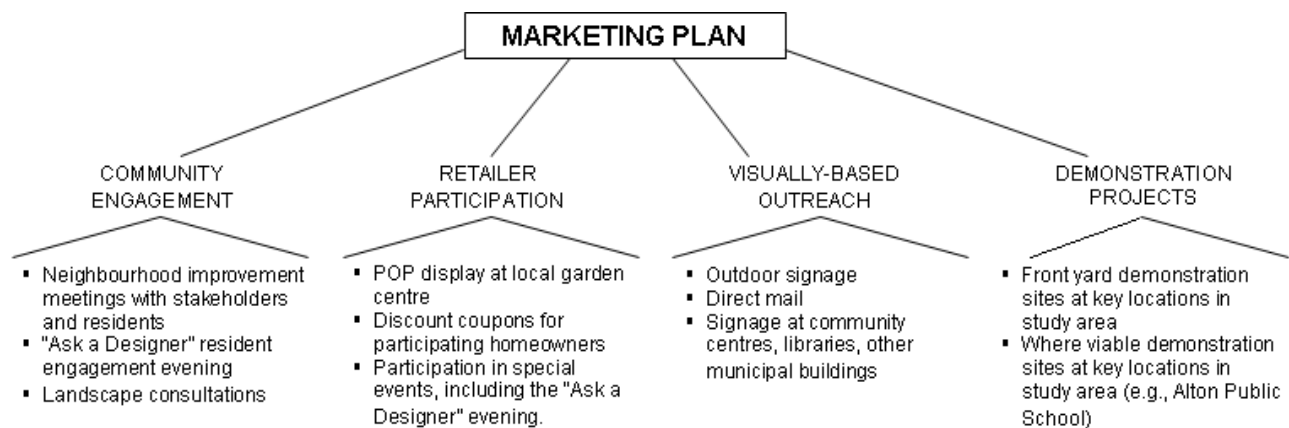 MARKETING PLAN
COMMUNITY
ENGAGEMENT
▪ Neighbourhood improvement
meetings with stakeholders
and residents
▪ "Ask a Designer" resident
engagement evening
▪ Landscape consultations
RETAILER
PARTICIPATION
▪ POP display at local garden
centre
▪ Discount coupons for
participating homeowners
▪ Participation in special
events, including the "Ask a
Designer" evening.
VISUALLY-BASED
OUTREACH
▪ Outdoor signage
▪ Direct mail
▪ Signage at community
centres, libraries, other
municipal buildings
DEMONSTRATION
PROJECTS
▪ Front yard demonstration
sites at key locations in
study area
▪ Where viable demonstration
sites at key locations in
study area (e.g., Alton Public
School)